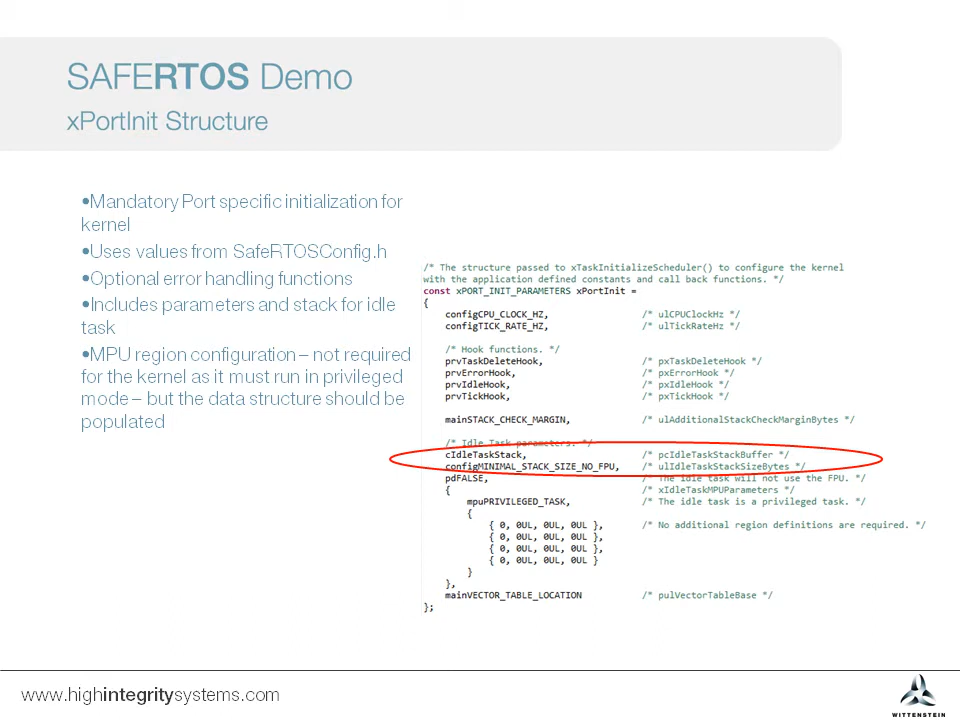 SAFERTOS Demo
xPortInit Structure
•Mandatory Port specific initialization for
kernel
•Uses values from SafeRTOSConfig.h
•Optional error handling functions
•Includes parameters and stack for idle
task
•MPU region configuration – not required
for the kernel as it must run in privileged
mode – but the data structure should be
populated
/* The structure passed to xTaskInitializeScheduler() to configure the kernel
with the application defined constants and call back functions. */
const xPORT_INIT_PARAMETERS xPortInit =
{
configCPU_CLOCK_HZ, /* ulCPUClockHz */
configTICK_RATE_HZ, /* ulTickRateHz */
/* Hook functions. */
prvTaskDeleteHook, /* pxTaskDeleteHook */
prvErrorHook, /* pxErrorHook */
prvIdleHook, /* pxIdleHook */
prvTickHook, /* pxTickHook */
mainSTACK_CHECK_MARGIN, /* ulAdditionalStackCheckMarginBytes */
/* Idle Task parameters. */
cIdleTaskStack, /* pcIdleTaskStackBuffer */
configMINIMAL_STACK_SIZE_NO_FPU, /* ulIdleTaskStackSizeBytes */
pdFALSE, /* The idle task will not use the FPU. */
{ /* xIdleTaskMPUParameters */
mpuPRIVILEGED_TASK, /* The idle task is a privileged task. */
{
{ 0, 0UL, 0UL, 0UL }, /* No additional region definitions are required. */
{ 0, 0UL, 0UL, 0UL },
{ 0, 0UL, 0UL, 0UL },
{ 0, 0UL, 0UL, 0UL }
}
},
mainVECTOR_TABLE_LOCATION /* pulVectorTableBase */
};
www.highintegritysystems.com
WITTENSTEIN